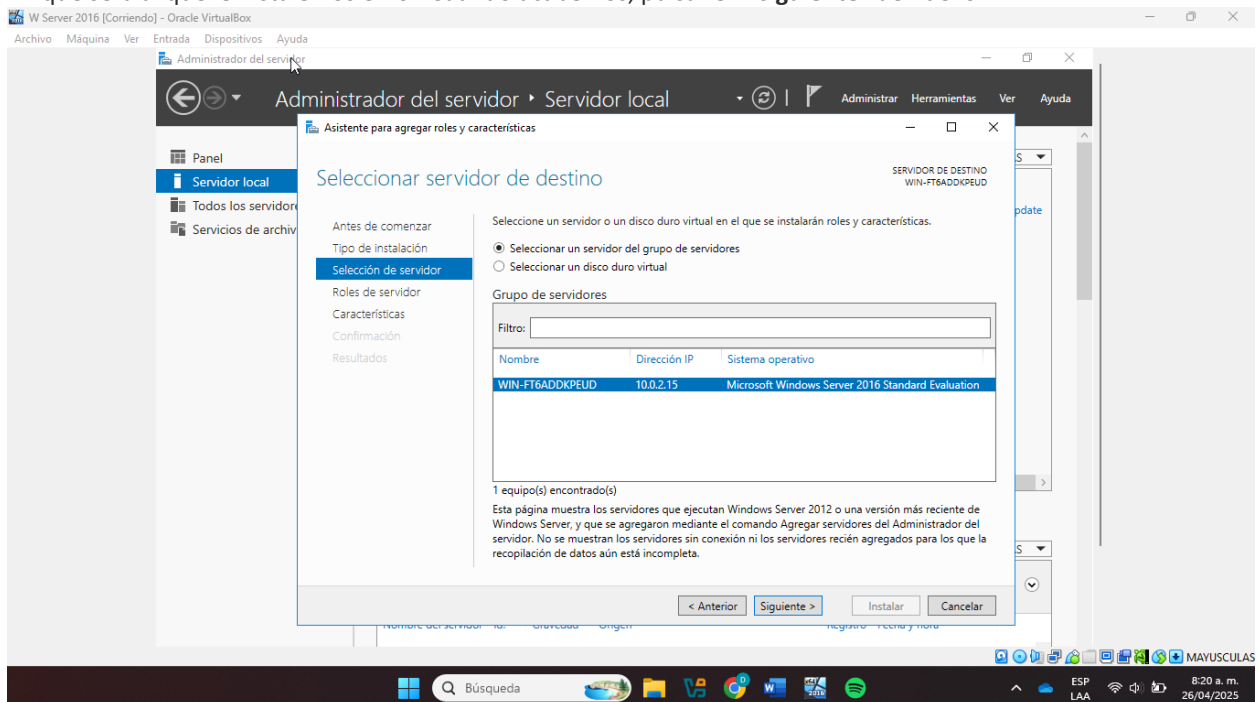 W Server 2016 [Corriendo] - Oracle VirtualBox
Archivo Máquina Ver Entrada Dispositivos Ayuda
Administrador del servidor
Administrador del servidor Servidor local
Administrar Herramientas Ver Ayuda
Asistente para agregar roles y características
Panel
Servidor local
Todos los servidore
Servicios de archiv
Seleccionar servidor de destino
SERVIDOR DE DESTINO
WIN-FT6ADDKPEUD
Antes de comenzar
Tipo de instalación
Selección de servidor
Roles de servidor
Características
Confirmación
Resultados
Seleccione un servidor o un disco duro virtual en el que se instalarán roles y características.
Seleccionar un servidor del grupo de servidores
Seleccionar un disco duro virtual
Grupo de servidores
Filtro:
Nombre Dirección IP Sistema operativo
WIN-FT6ADDKPEUD 10.0.2.15 Microsoft Windows Server 2016 Standard Evaluation
1 equipo(s) encontrado(s)
Esta página muestra los servidores que ejecutan Windows Server 2012 o una versión más reciente de
Windows Server, y que se agregaron mediante el comando Agregar servidores del Administrador del
servidor. No se muestran los servidores sin conexión ni los servidores recién agregados para los que la
recopilación de datos aún está incompleta.
< Anterior Siguiente > Instalar Cancelar
S
pdate
S
MAYUSCULAS
Búsqueda
ESP
LAA
8:20 a. m.
26/04/2025